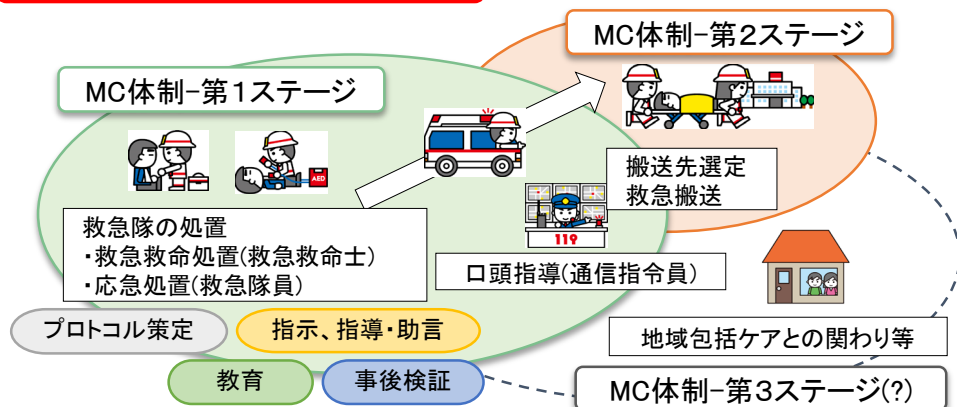 MC体制-第2ステージ
MC体制-第1ステージ
AED
搬送先選定
救急搬送
119
救急隊の処置
・救急救命処置(救急救命士)
・応急処置(救急隊員)
口頭指導(通信指令員)
プロトコル策定
指示、指導・助言
地域包括ケアとの関わり等
教育
事後検証
MC体制-第3ステージ(?)